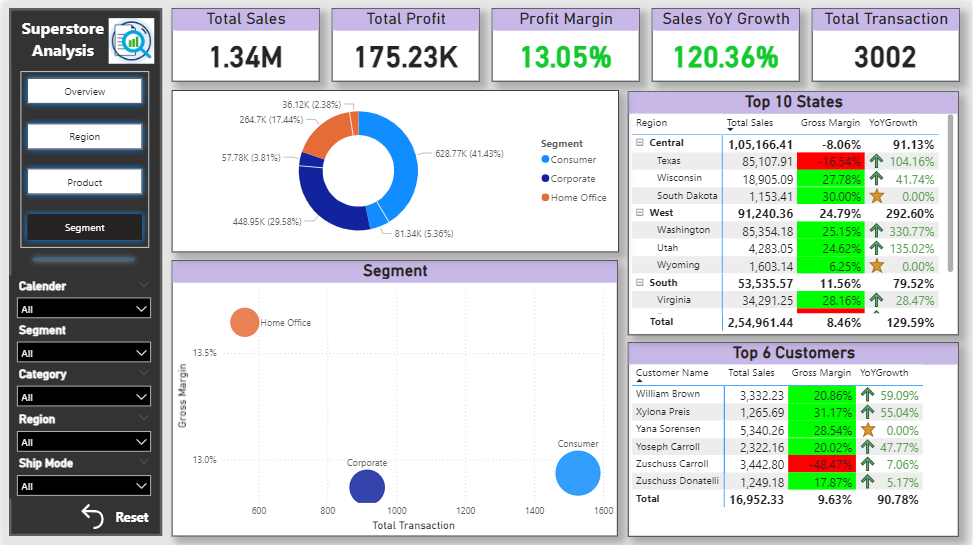 Superstore
Analysis
Overview
Region
Product
Segment
Calender
All
Segment
All
Category
All
Region
All
Ship Mode
All
Reset
Total Sales
1.34M
Total Profit
175.23K
Profit Margin
13.05%
Sales YoY Growth
120.36%
Total Transaction
3002
36.12K (2.38%)
264.7K (17.44%)
57.78K (3.81%)
448.95K (29.58%)
628.77K (41.43%)
81.34K (5.36%)
Segment
Consumer
Corporate
Home Office
Segment
Gross Margin
13.5%
13.0%
Home Office
Corporate
Consumer
600 800 1000 1200 1400 1600
Total Transaction
Top 10 States
Region Total Sales Gross Margin YoYGrowth
Central 1,05,166.41 -8.06% 91.13%
Texas 85,107.91 -16.54% 104.16%
Wisconsin 18,905.09 27.78% 41.74%
South Dakota 1,153.41 30.00% 0.00%
West 91,240.36 24.79% 292.60%
Washington 85,354.18 25.15% 330.77%
Utah 4,283.05 24.62% 135.02%
Wyoming 1,603.14 6.25% 0.00%
South 53,535.57 11.56% 79.52%
Virginia 34,291.25 28.16% 28.47%
Total 2,54,961.44 8.46% 129.59%
Top 6 Customers
Customer Name Total Sales Gross Margin YoYGrowth
William Brown 3,332.23 20.86% 59.09%
Xylona Preis 1,265.69 31.17% 55.04%
Yana Sorensen 5,340.26 28.54% 0.00%
Yoseph Carroll 2,322.16 20.02% 47.77%
Zuschuss Carroll 3,442.80 -48.47% 7.06%
Zuschuss Donatelli 1,249.18 17.87% 5.17%
Total 16,952.33 9.63% 90.78%